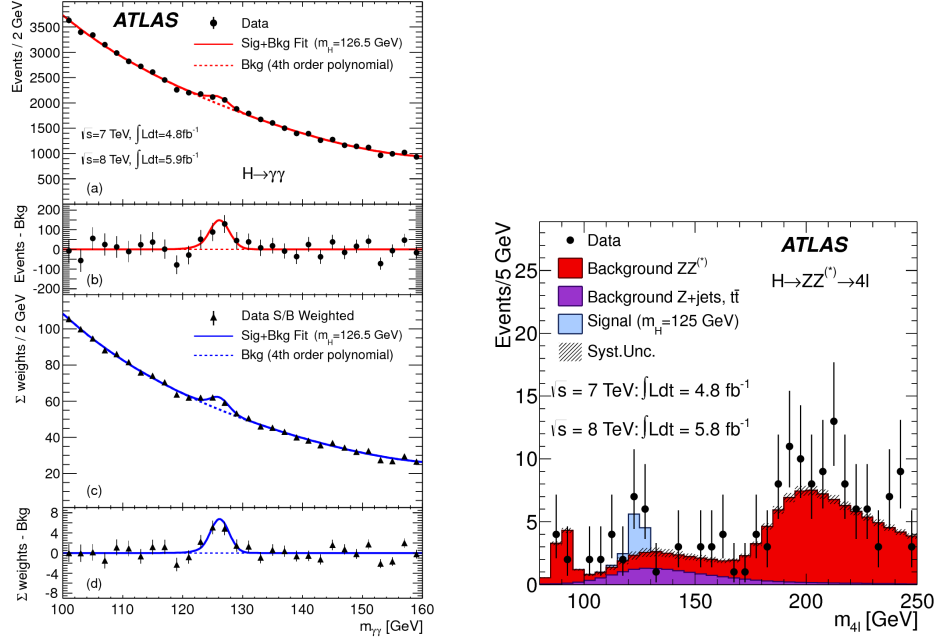 ATLAS
Data
Sig+Bkg Fit (m_H=126.5 GeV)
Bkg (4th order polynomial)
Events / 2 GeV
3500
3000
2500
2000
1500
1000
500
√s=7 TeV, ∫Ldt=4.8fb⁻¹
√s=8 TeV, ∫Ldt=5.9fb⁻¹
H→γγ
(a)
Events - Bkg
200
100
0
-100
-200
(b)
Σ weights / 2 GeV
100
80
60
40
20
Data S/B Weighted
Sig+Bkg Fit (m_H=126.5 GeV)
Bkg (4th order polynomial)
(c)
Σ weights - Bkg
8
4
0
-4
-8
(d)
100 110 120 130 140 150 160
m_γγ [GeV]
Events/5 GeV
25
20
15
10
5
0
Data
Background ZZ^(*)
Background Z+jets, tt̄
Signal (m_H=125 GeV)
Syst.Unc.
ATLAS
H→ZZ^(*)→4l
√s = 7 TeV: ∫Ldt = 4.8 fb⁻¹
√s = 8 TeV: ∫Ldt = 5.8 fb⁻¹
100 150 200 250
m_4l [GeV]